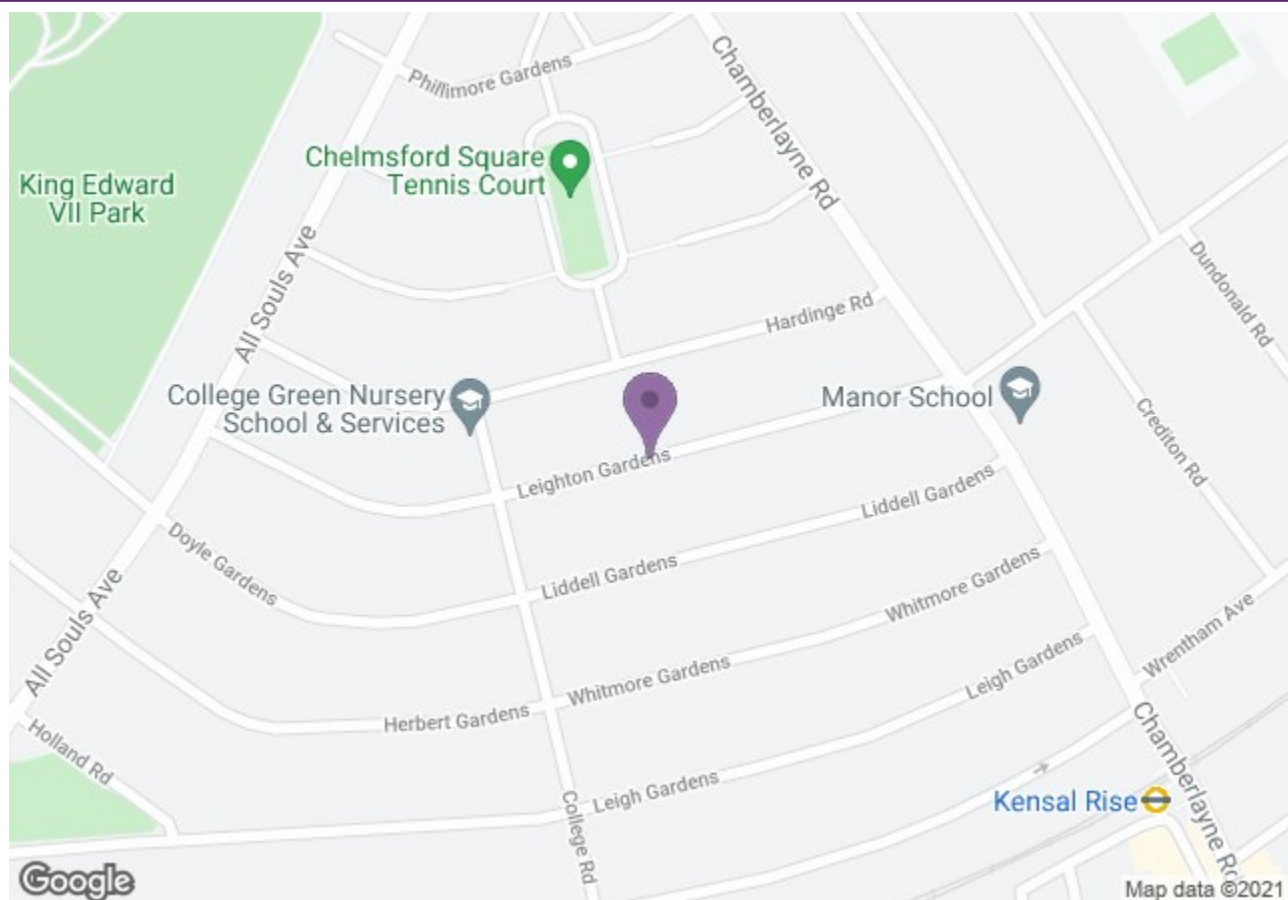 Phillimore Gardens
Chamberlayne Rd
Chelmsford Square
Tennis Court
King Edward
VII Park
All Souls Ave
Dundonald Rd
Hardinge Rd
College Green Nursery
School & Services
Manor School
Crediton Rd
Leighton Gardens
Liddell Gardens
Doyle Gardens
Liddell Gardens
Whitmore Gardens
All Souls Ave
Wrentham Ave
Whitmore Gardens
Leigh Gardens
Herbert Gardens
Holland Rd
Leigh Gardens
Chamberlayne Rd
Kensal Rise
College Rd
Google
Map data ©2021